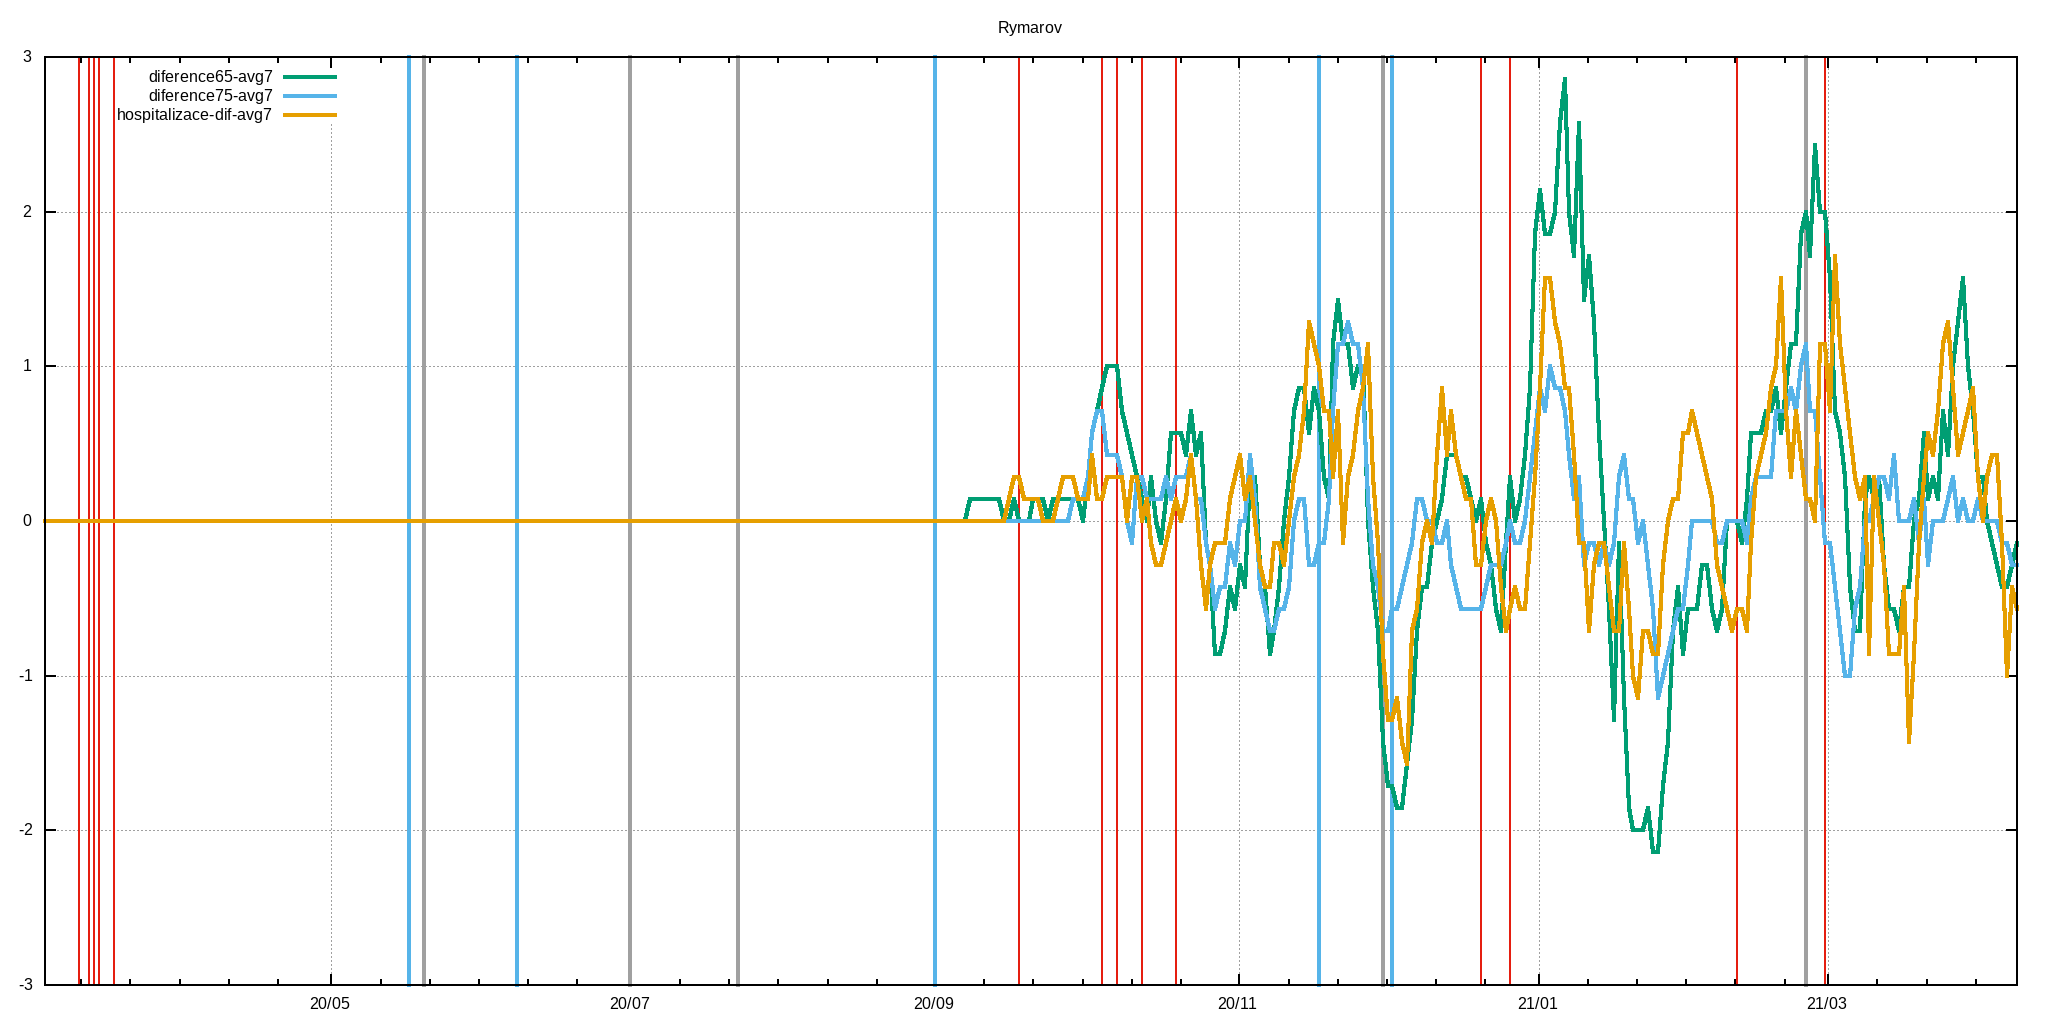 Rymarov
3
diference65-avg7
diference75-avg7
hospitalizace-dif-avg7
2
1
0
-1
-2
-3
20/05 20/07 20/09 20/11 21/01 21/03